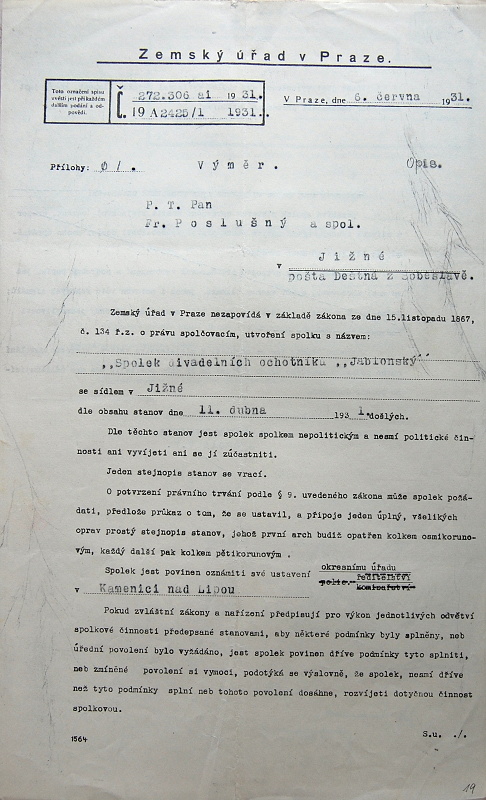 Zemský úřad v Praze.
Toto označení spisu
uvésti jest při každém
dalším podání a od-
povědi.
Č. 272.306 ai 1931.
19 A 2425/1 1931.
V Praze, dne 6. června 1931.
Přílohy: ∅/.
Výměr.
Opis.
P. T. Pan
Fr. Poslušný a spol.
v Jižné
pošta Deštná z Soběslavě.
Zemský úřad v Praze nezapovídá v základě zákona ze dne 15.listopadu 1867,
č. 134 ř.z. o právu spolčovacím, utvoření spolku s názvem:
,,Spolek divadelních ochotníku ,,Jablonský´´
se sídlem v Jižné
dle obsahu stanov dne 11. dubna 1931. došlých.
Dle těchto stanov jest spolek spolkem nepolitickým a nesmí politické čin-
nosti ani vyvíjeti ani se jí zúčastniti.
Jeden stejnopis stanov se vrací.
O potvrzení právního trvání podle § 9. uvedeného zákona může spolek požá-
dati, předlože průkaz o tom, že se ustavil, a připoje jeden úplný, všelikých
oprav prostý stejnopis stanov, jehož první arch budiž opatřen kolkem osmikoruno-
vým, každý další pak kolkem pětikorunovým .
Spolek jest povinen oznámiti své ustavení okresnímu úřadu
polic. ředitelství
komisařství
v Kamenici nad Lipou
Pokud zvláštní zákony a nařízení předpisují pro výkon jednotlivých odvětví
spolkové činnosti předepsané stanovami, aby některé podmínky byly splněny, neb
úřední povolení bylo vyžádáno, jest spolek povinen dříve podmínky tyto splniti,
neb zmíněné povolení si vymoci, podotýká se výslovně, že spolek, nesmí dříve
než tyto podmínky splní neb tohoto povolení dosáhne, rozvíjeti dotyčnou činnost
spolkovou.
1564
S.u. ./.
19